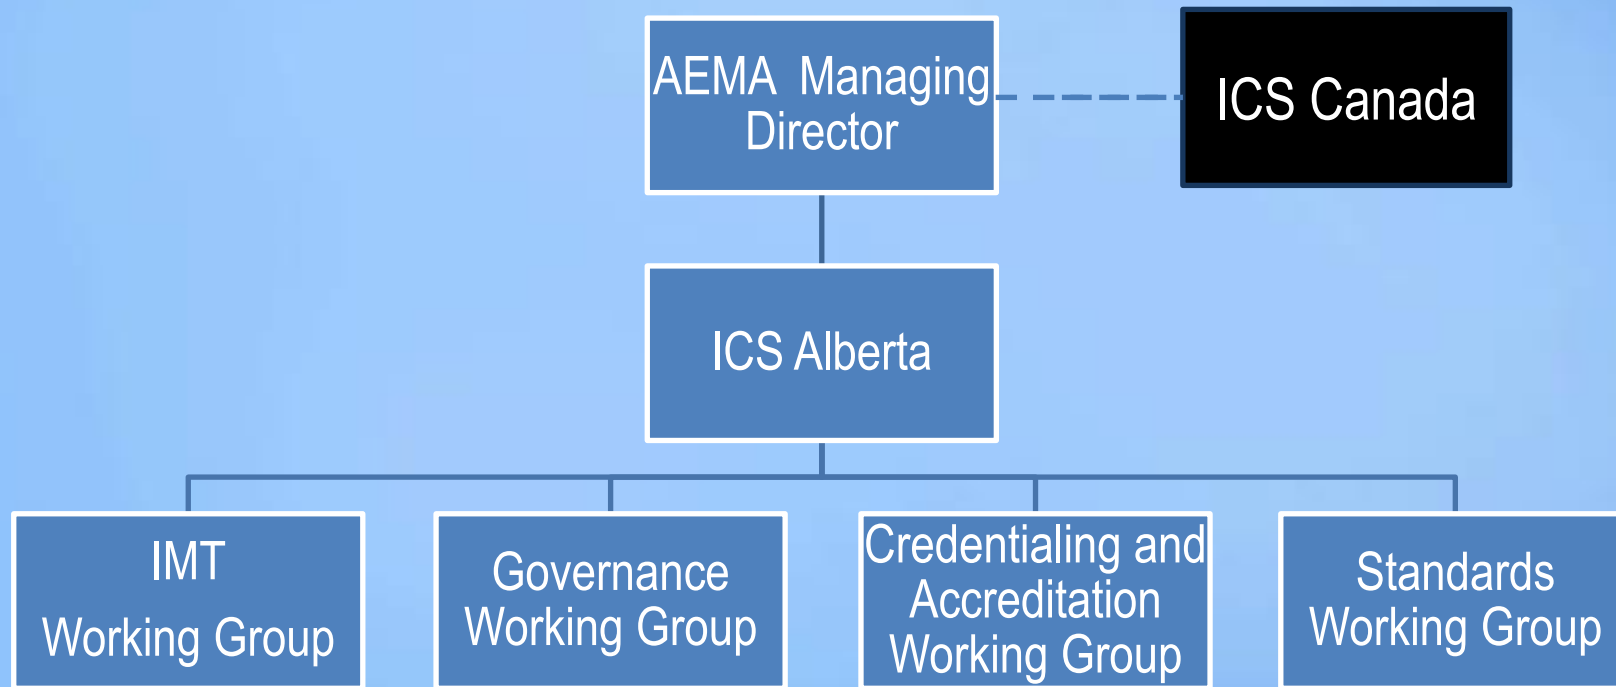 AEMA Managing
Director
ICS Canada
ICS Alberta
IMT
Working Group
Governance
Working Group
Credentialing and
Accreditation
Working Group
Standards
Working Group